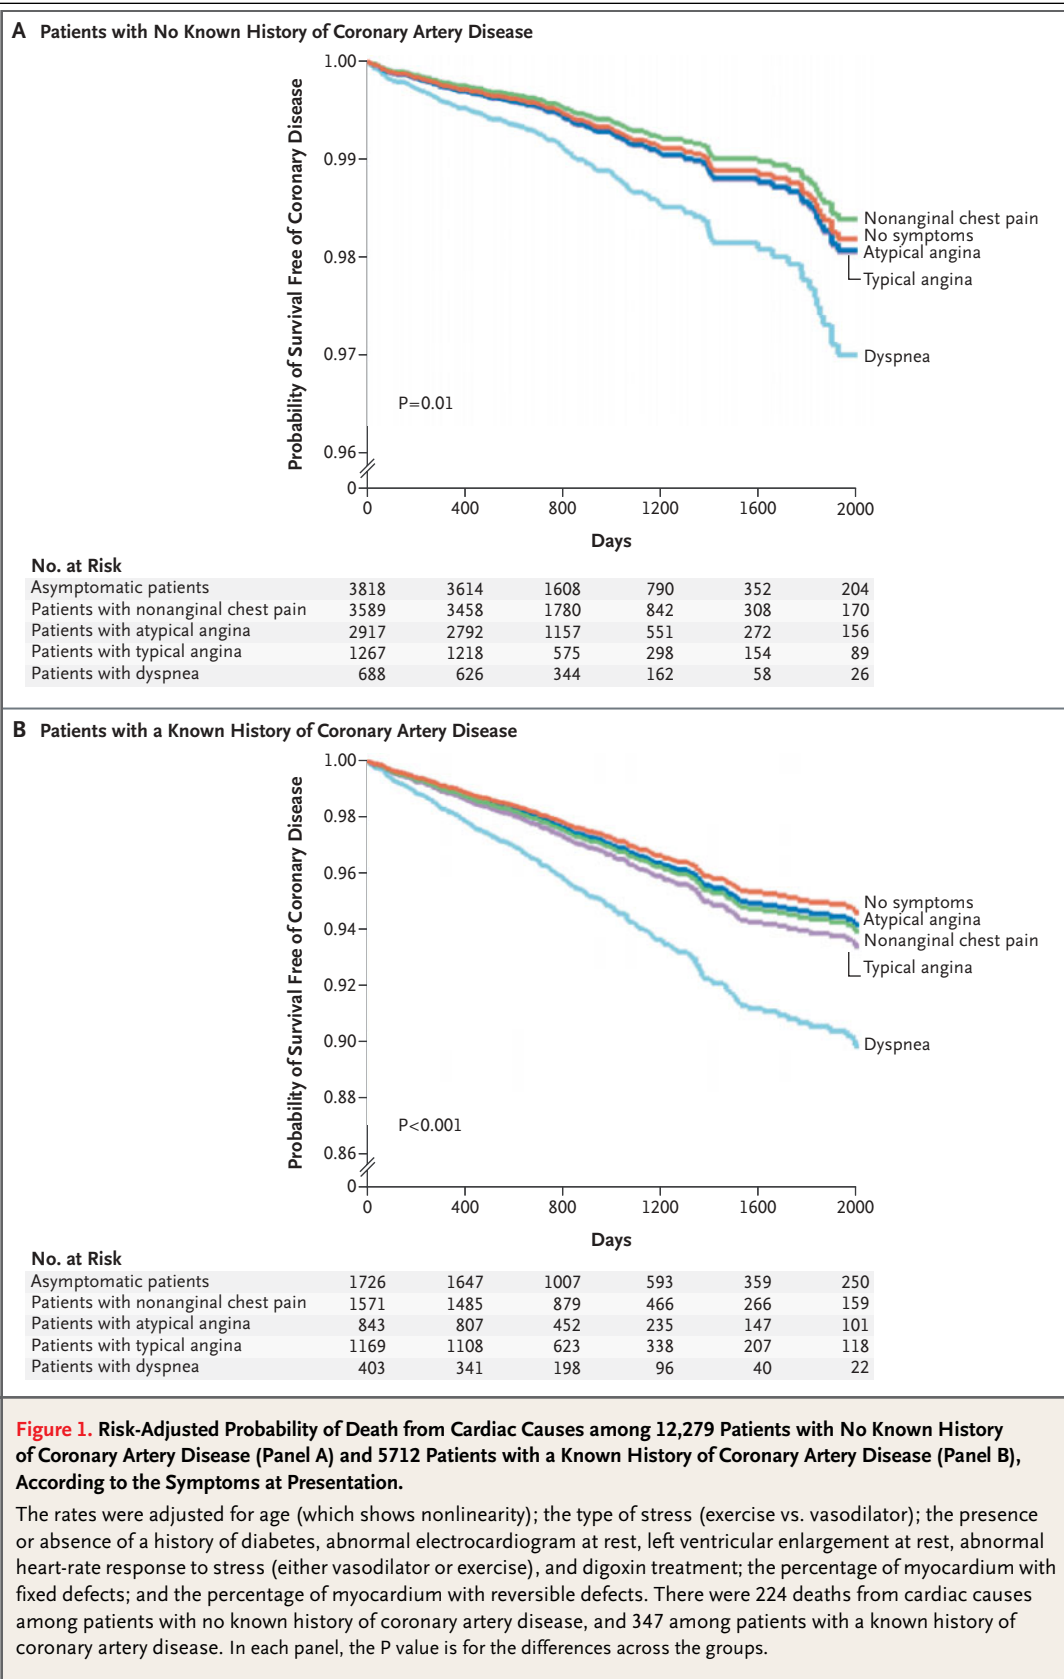 A Patients with No Known History of Coronary Artery Disease
Probability of Survival Free of Coronary Disease
1.00
0.99
0.98
0.97
0.96
0
Nonanginal chest pain
No symptoms
Atypical angina
Typical angina
Dyspnea
P=0.01
0 400 800 1200 1600 2000
Days
No. at Risk
Asymptomatic patients 3818 3614 1608 790 352 204
Patients with nonanginal chest pain 3589 3458 1780 842 308 170
Patients with atypical angina 2917 2792 1157 551 272 156
Patients with typical angina 1267 1218 575 298 154 89
Patients with dyspnea 688 626 344 162 58 26
B Patients with a Known History of Coronary Artery Disease
Probability of Survival Free of Coronary Disease
1.00
0.98
0.96
0.94
0.92
0.90
0.88
0.86
0
No symptoms
Atypical angina
Nonanginal chest pain
Typical angina
Dyspnea
P<0.001
0 400 800 1200 1600 2000
Days
No. at Risk
Asymptomatic patients 1726 1647 1007 593 359 250
Patients with nonanginal chest pain 1571 1485 879 466 266 159
Patients with atypical angina 843 807 452 235 147 101
Patients with typical angina 1169 1108 623 338 207 118
Patients with dyspnea 403 341 198 96 40 22
Figure 1. Risk-Adjusted Probability of Death from Cardiac Causes among 12,279 Patients with No Known History
of Coronary Artery Disease (Panel A) and 5712 Patients with a Known History of Coronary Artery Disease (Panel B),
According to the Symptoms at Presentation.
The rates were adjusted for age (which shows nonlinearity); the type of stress (exercise vs. vasodilator); the presence
or absence of a history of diabetes, abnormal electrocardiogram at rest, left ventricular enlargement at rest, abnormal
heart-rate response to stress (either vasodilator or exercise), and digoxin treatment; the percentage of myocardium with
fixed defects; and the percentage of myocardium with reversible defects. There were 224 deaths from cardiac causes
among patients with no known history of coronary artery disease, and 347 among patients with a known history of
coronary artery disease. In each panel, the P value is for the differences across the groups.